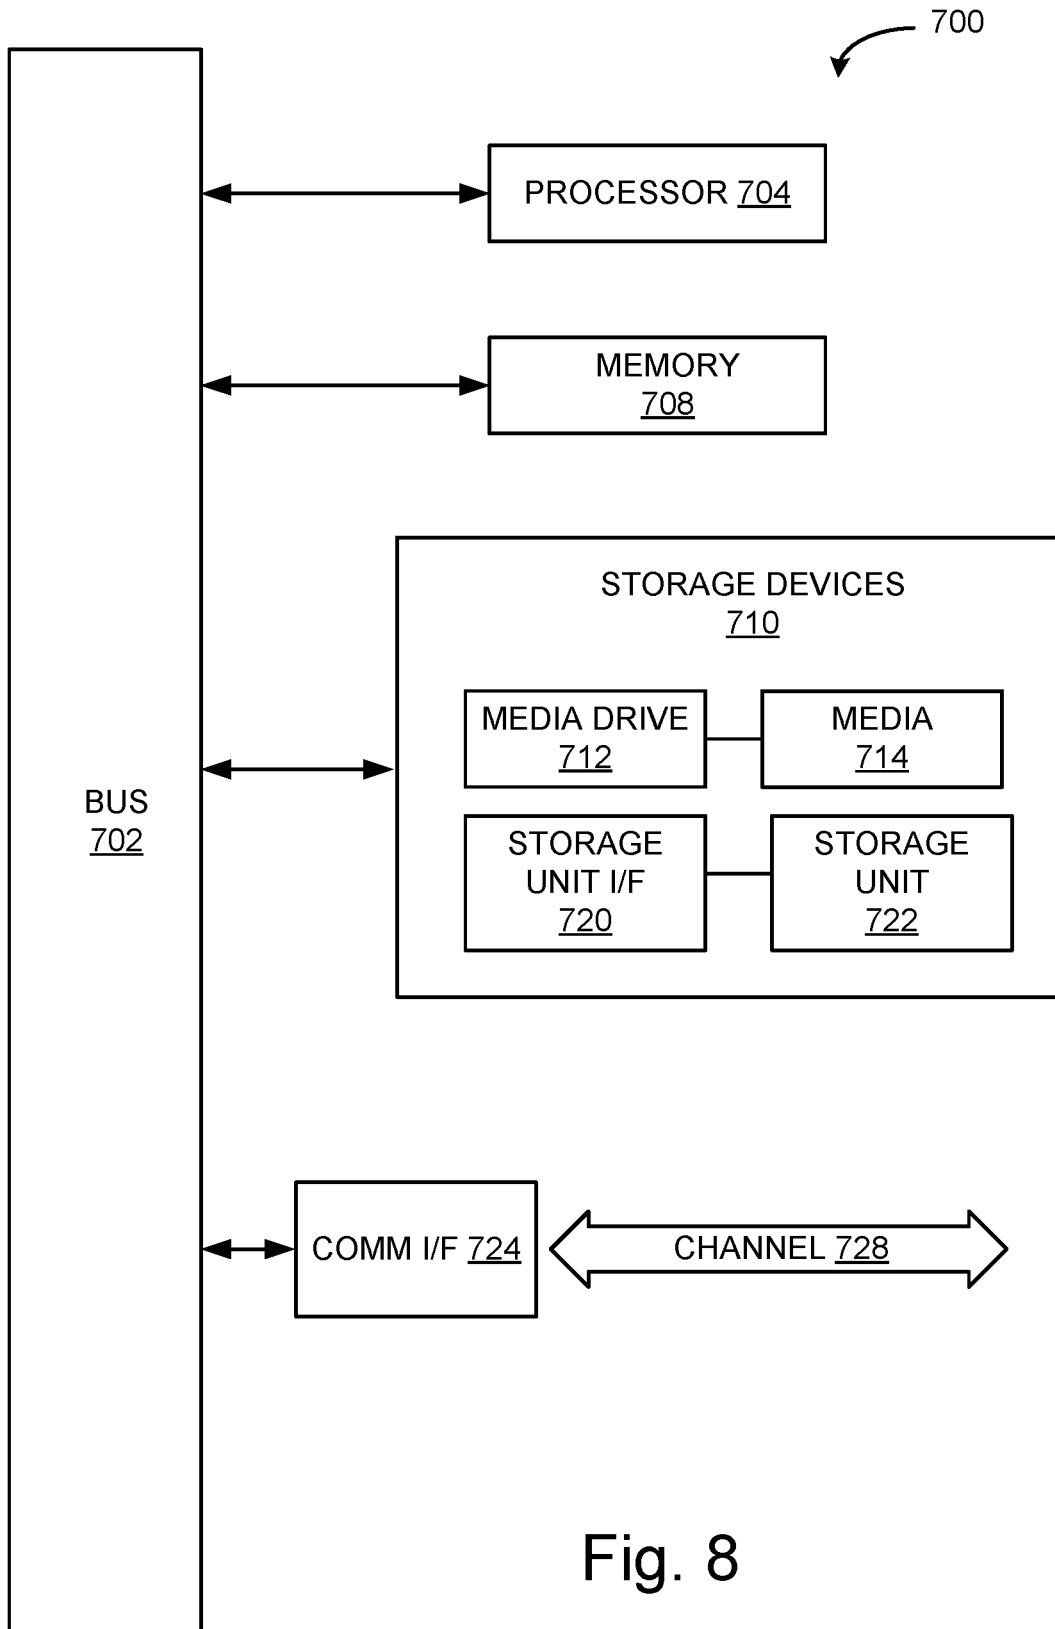 700
PROCESSOR 704
MEMORY
708
STORAGE DEVICES
710
MEDIA DRIVE
712
MEDIA
714
BUS
702
STORAGE
UNIT I/F
720
STORAGE
UNIT
722
COMM I/F 724
CHANNEL 728
Fig. 8